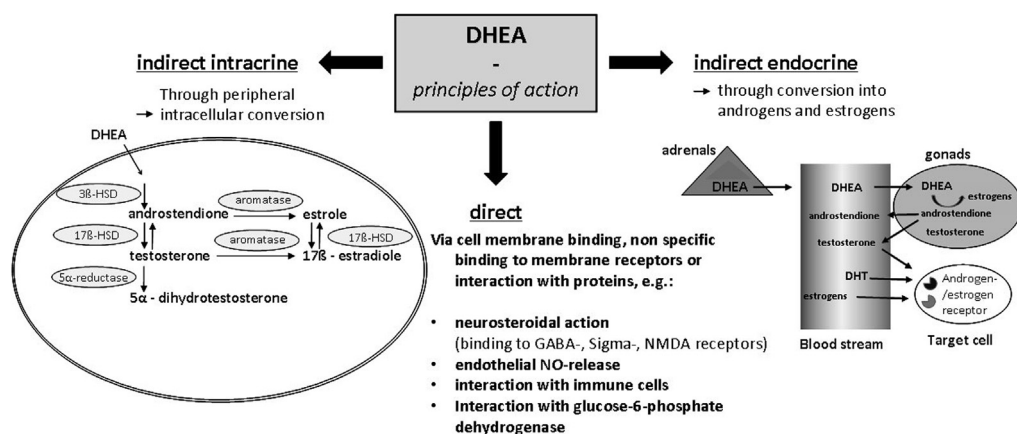 DHEA
-
principles of action
indirect intracrine
Through peripheral
intracellular conversion
DHEA
3ß-HSD
androstendione
aromatase
estrole
17ß-HSD
aromatase
17ß-HSD
testosterone
17ß - estradiole
5α-reductase
5α - dihydrotestosterone
direct
Via cell membrane binding, non specific
binding to membrane receptors or
interaction with proteins, e.g.:
• neurosteroidal action
(binding to GABA-, Sigma-, NMDA receptors)
• endothelial NO-release
• interaction with immune cells
• Interaction with glucose-6-phosphate
dehydrogenase
indirect endocrine
through conversion into
androgens and estrogens
adrenals
DHEA
DHEA
androstendione
testosterone
DHT
estrogens
Blood stream
gonads
DHEA
estrogens
androstendione
testosterone
Androgen-
/estrogen
receptor
Target cell